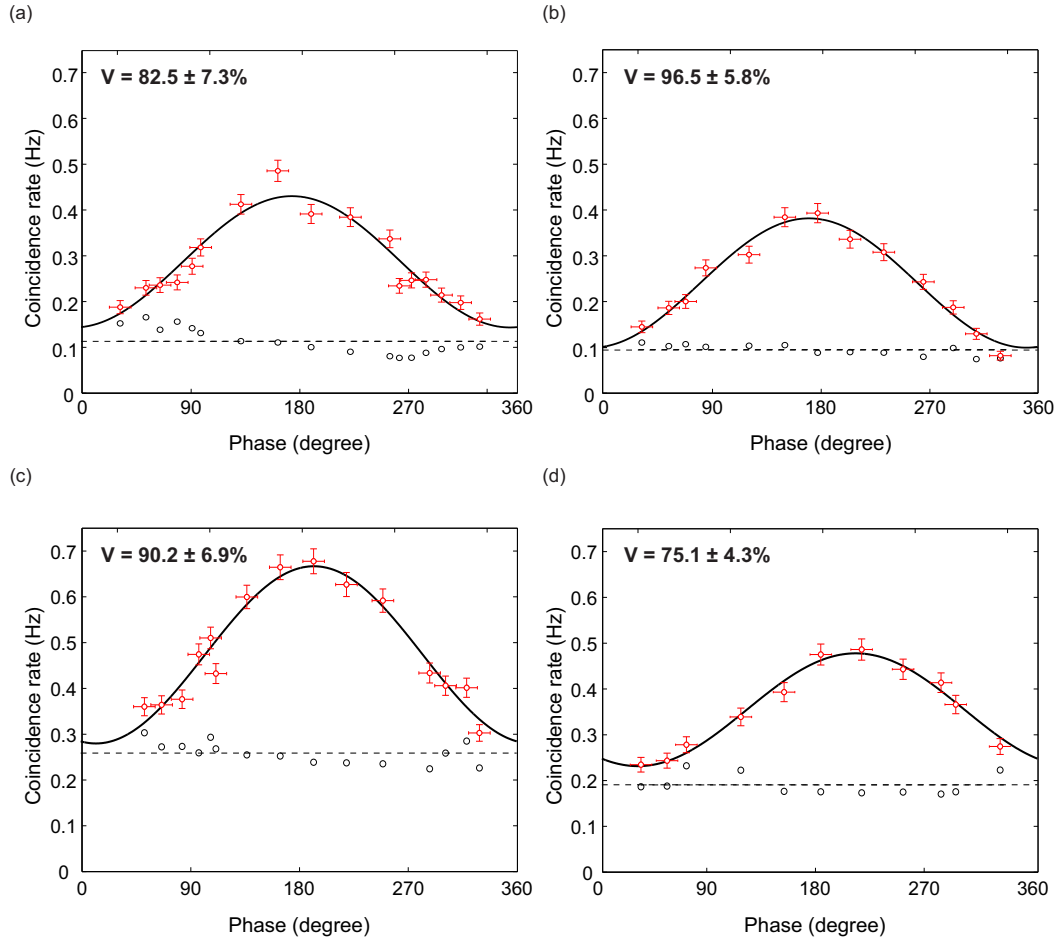 (a)
V = 82.5 ± 7.3%
Coincidence rate (Hz)
0.7
0.6
0.5
0.4
0.3
0.2
0.1
0
0 90 180 270 360
Phase (degree)
(b)
V = 96.5 ± 5.8%
Coincidence rate (Hz)
0.7
0.6
0.5
0.4
0.3
0.2
0.1
0
0 90 180 270 360
Phase (degree)
(c)
V = 90.2 ± 6.9%
Coincidence rate (Hz)
0.7
0.6
0.5
0.4
0.3
0.2
0.1
0
0 90 180 270 360
Phase (degree)
(d)
V = 75.1 ± 4.3%
Coincidence rate (Hz)
0.7
0.6
0.5
0.4
0.3
0.2
0.1
0
0 90 180 270 360
Phase (degree)